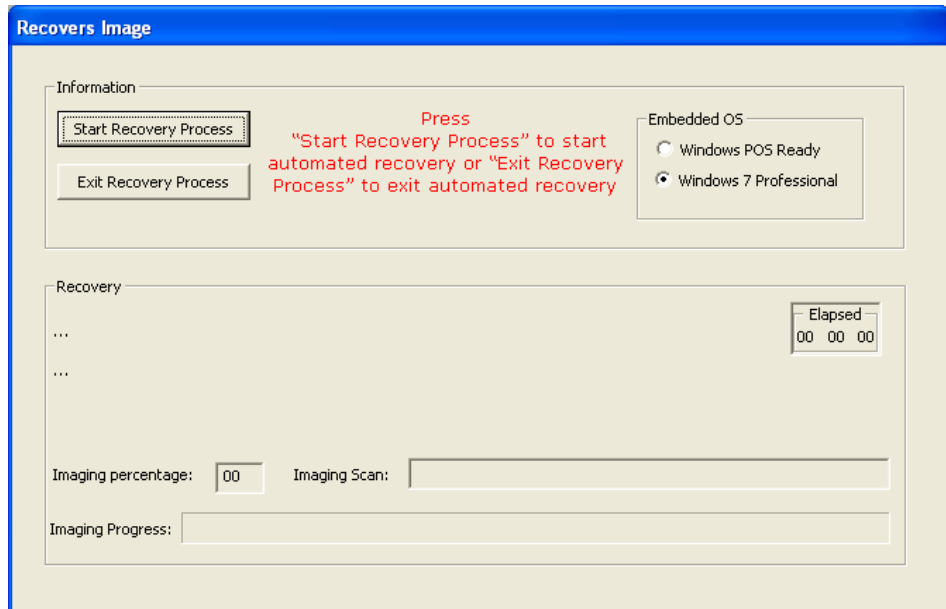 Recovers Image
Information
Start Recovery Process
Exit Recovery Process
Press
“Start Recovery Process” to start
automated recovery or “Exit Recovery
Process” to exit automated recovery
Embedded OS
Windows POS Ready
Windows 7 Professional
Recovery
...
...
Elapsed
00 00 00
Imaging percentage: 00 Imaging Scan:
Imaging Progress: